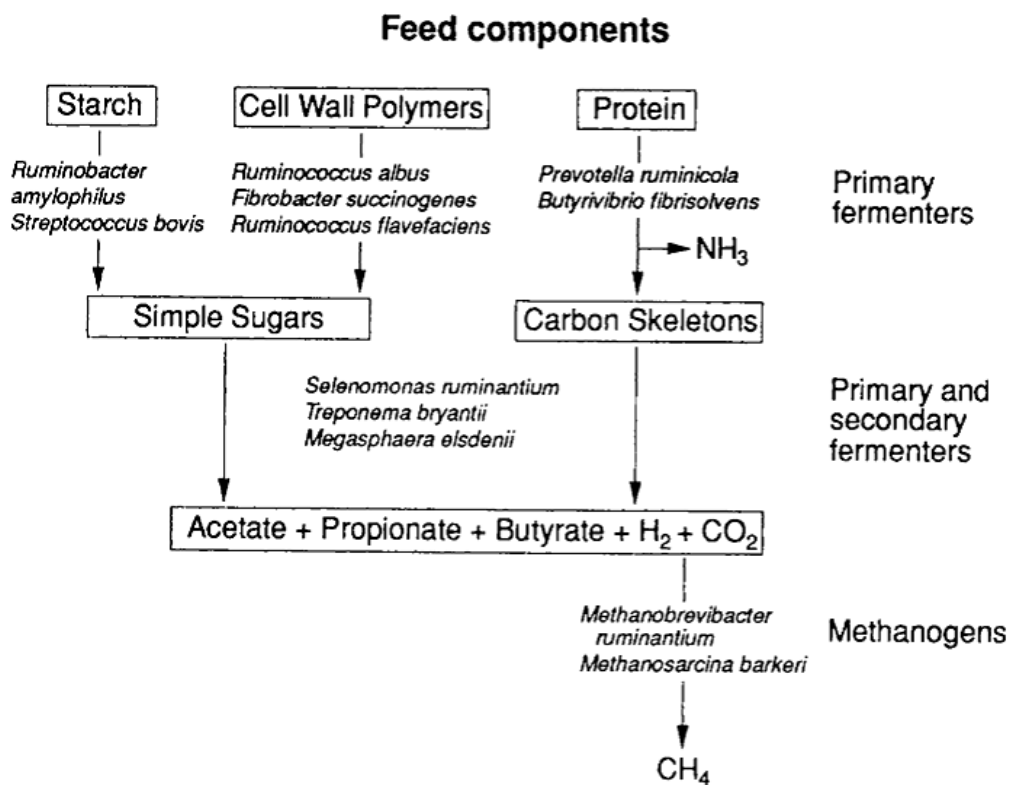 Feed components
Starch
Cell Wall Polymers
Protein
Ruminobacter
amylophilus
Streptococcus bovis
Ruminococcus albus
Fibrobacter succinogenes
Ruminococcus flavefaciens
Prevotella ruminicola
Butyrivibrio fibrisolvens
Primary
fermenters
NH₃
Simple Sugars
Carbon Skeletons
Selenomonas ruminantium
Treponema bryantii
Megasphaera elsdenii
Primary and
secondary
fermenters
Acetate + Propionate + Butyrate + H₂ + CO₂
Methanobrevibacter
ruminantium
Methanosarcina barkeri
Methanogens
CH₄